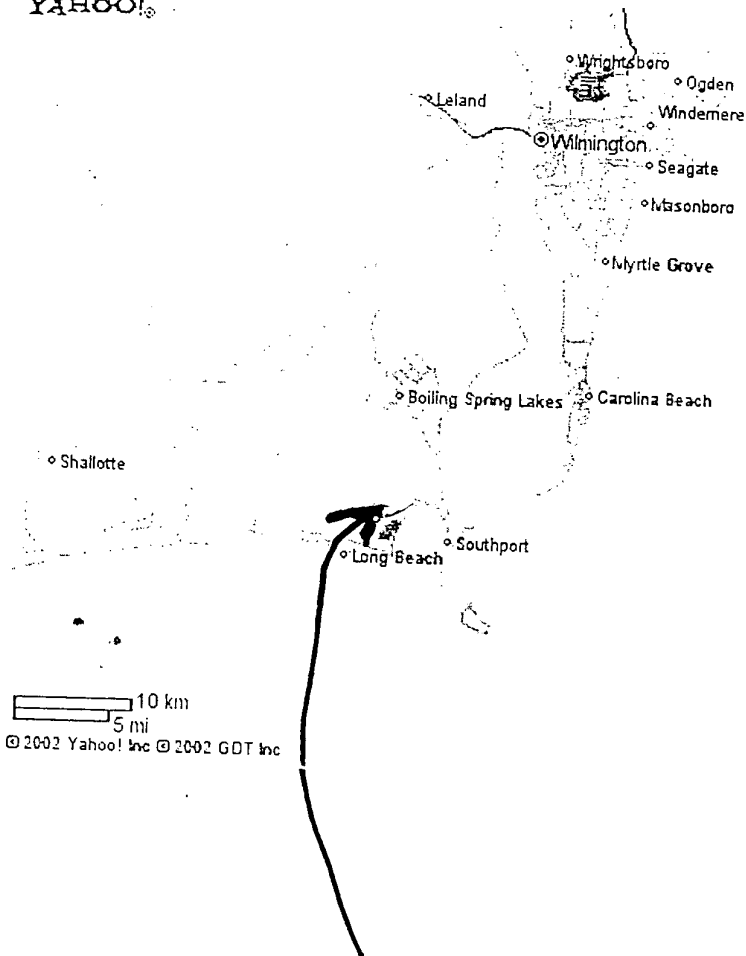 YAHOO!
Wrightsboro
Ogden
Leland
Windemere
Wilmington
Seagate
Masonboro
Myrtle Grove
Boiling Spring Lakes
Carolina Beach
Shallotte
Southport
Long Beach
10 km
5 mi
© 2002 Yahoo! Inc © 2002 GDT Inc